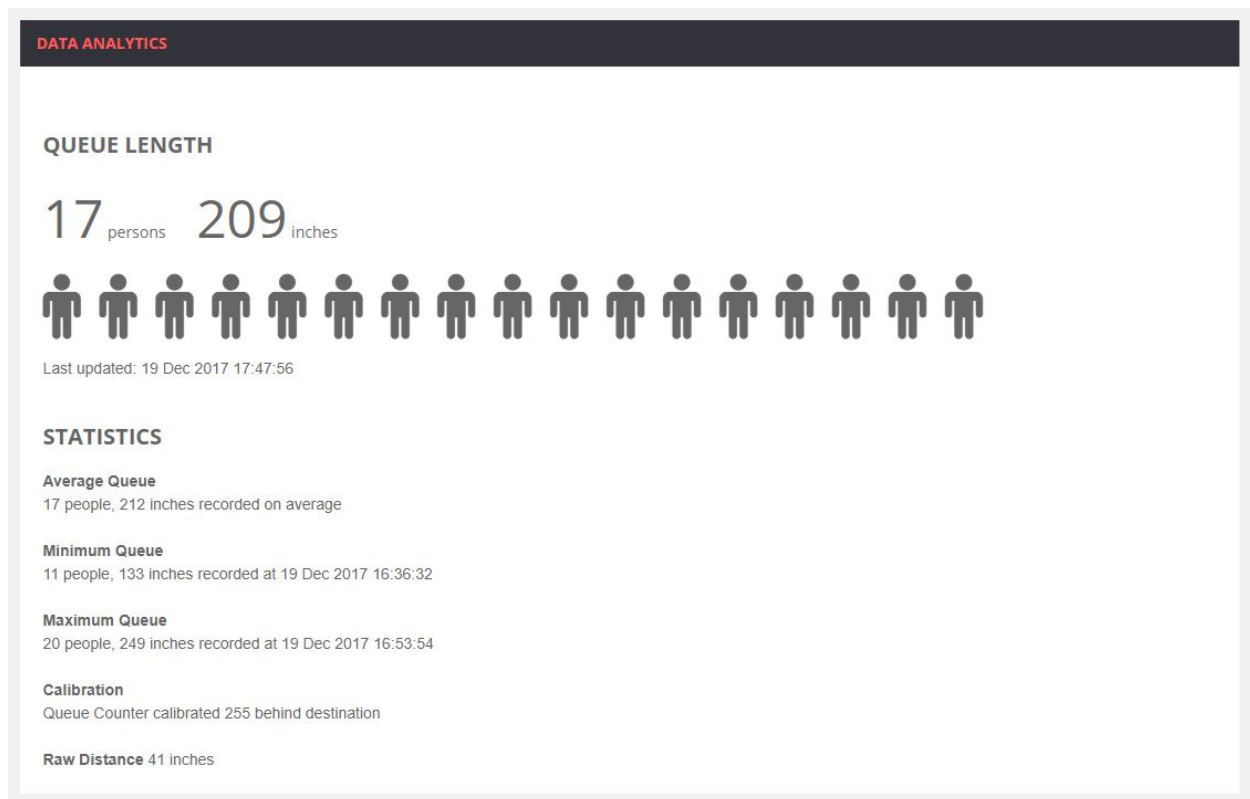 DATA ANALYTICS
QUEUE LENGTH
17 persons 209 inches
Last updated: 19 Dec 2017 17:47:56
STATISTICS
Average Queue
17 people, 212 inches recorded on average
Minimum Queue
11 people, 133 inches recorded at 19 Dec 2017 16:36:32
Maximum Queue
20 people, 249 inches recorded at 19 Dec 2017 16:53:54
Calibration
Queue Counter calibrated 255 behind destination
Raw Distance 41 inches